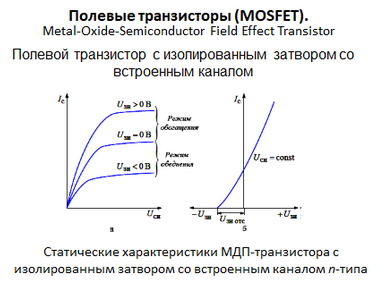 Полевые транзисторы (MOSFET).
Metal-Oxide-Semiconductor Field Effect Transistor
Полевой транзистор с изолированным затвором со
встроенным каналом
Iс
Uзи > 0 В
Режим
обогащения
Uзи = 0 В
Режим
обеднения
Uзи < 0 В
Uси
а
Iс
Uси = const
−Uзи
Uзи отс
+Uзи
б
Статические характеристики МДП-транзистора с
изолированным затвором со встроенным каналом n-типа